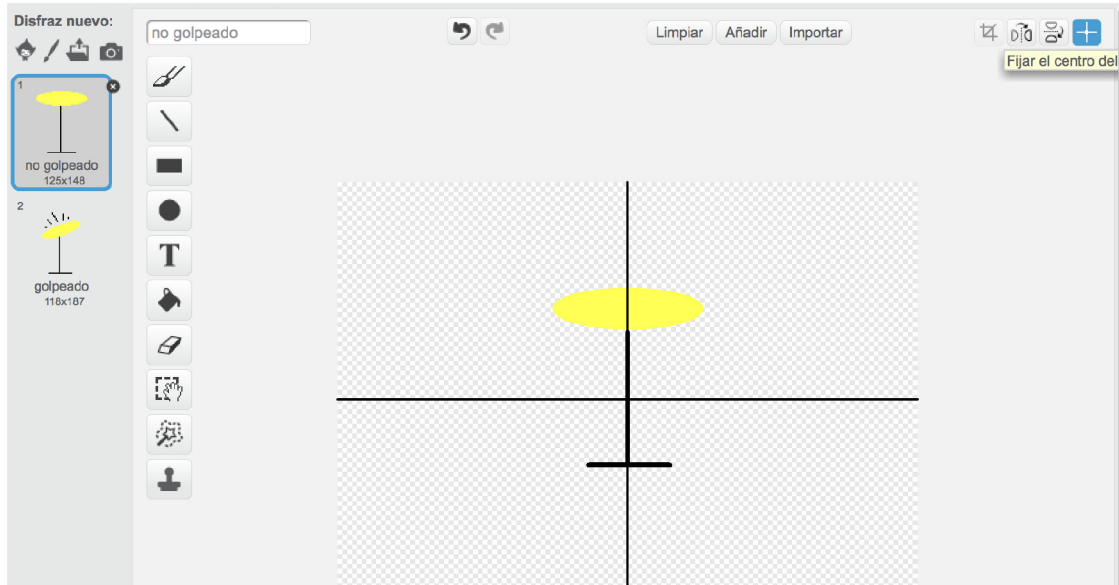 Disfraz nuevo:
no golpeado
Limpiar Añadir Importar
Fijar el centro del
1
no golpeado
125x148
2
golpeado
118x187
T